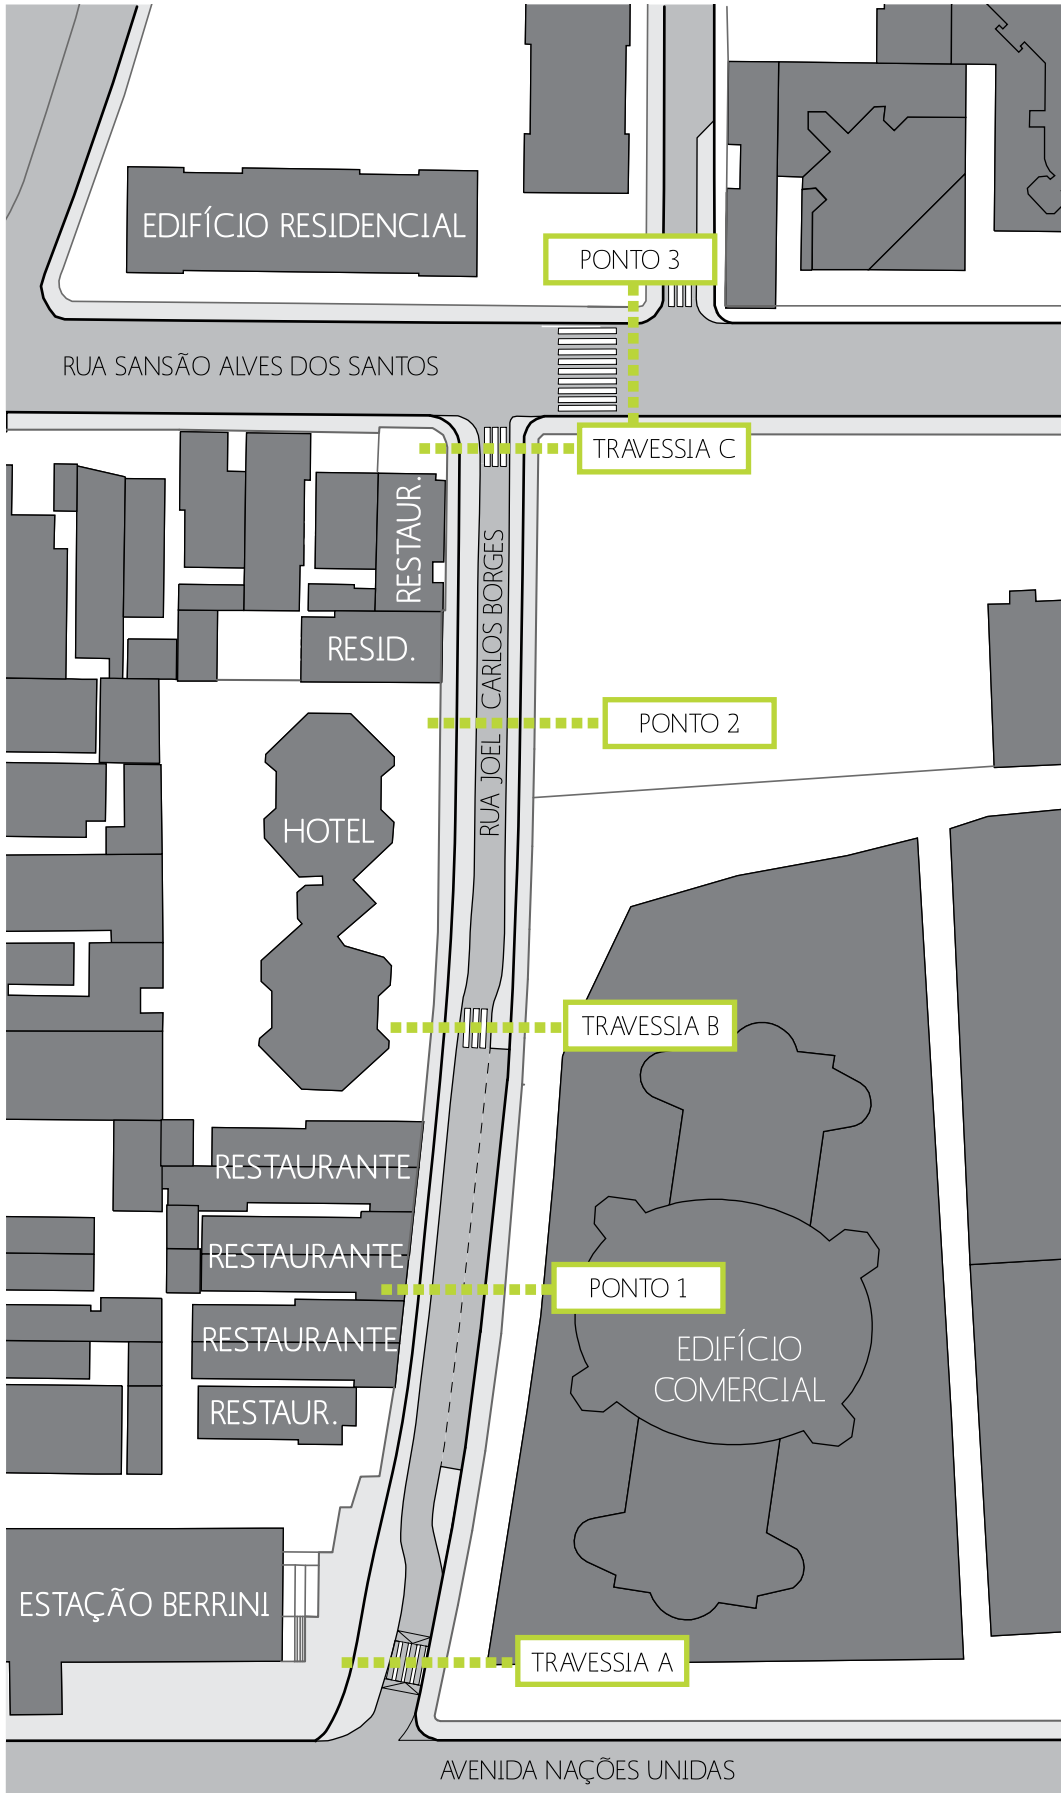 EDIFÍCIO RESIDENCIAL
PONTO 3
RUA SANSÃO ALVES DOS SANTOS
TRAVESSIA C
RESTAUR.
RUA JOEL CARLOS BORGES
RESID.
PONTO 2
HOTEL
TRAVESSIA B
RESTAURANTE
RESTAURANTE
PONTO 1
RESTAURANTE
EDIFÍCIO
COMERCIAL
RESTAUR.
ESTAÇÃO BERRINI
TRAVESSIA A
AVENIDA NAÇÕES UNIDAS